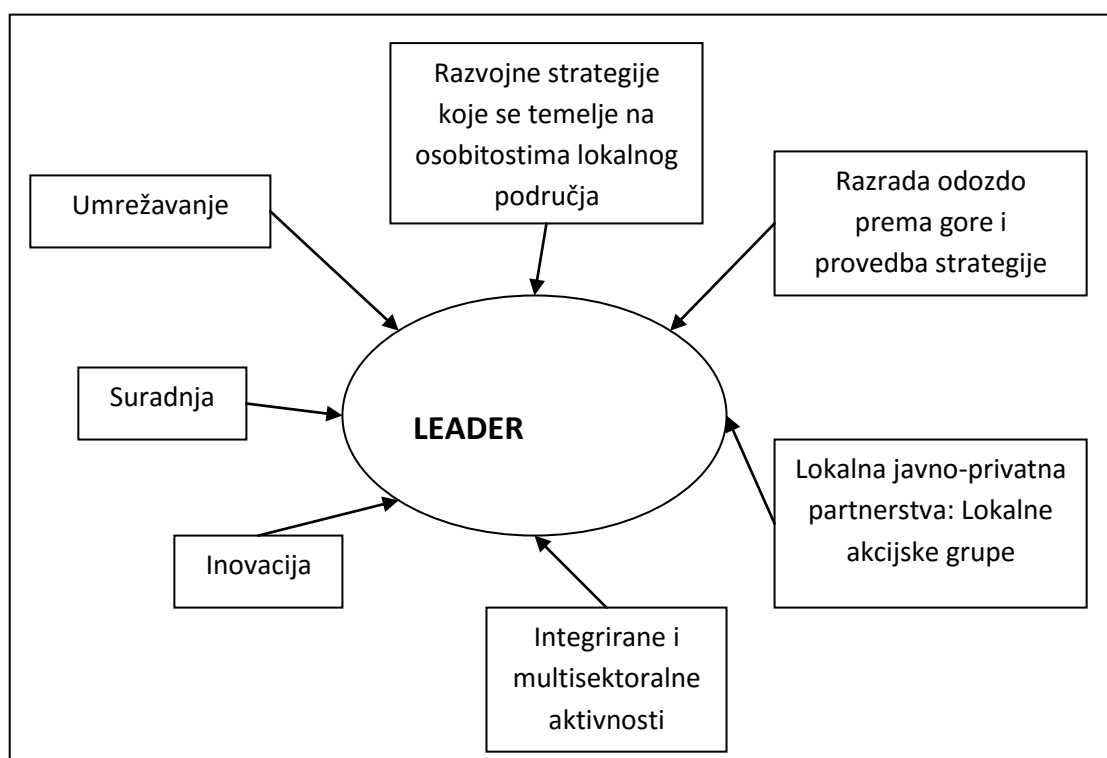 Razvojne strategije
koje se temelje na
osobitostima lokalnog
područja
Umrežavanje
Razrada odozdo
prema gore i
provedba strategije
Suradnja
LEADER
Lokalna javno-privatna
partnerstva: Lokalne
akcijske grupe
Inovacija
Integrirane i
multisektoralne
aktivnosti